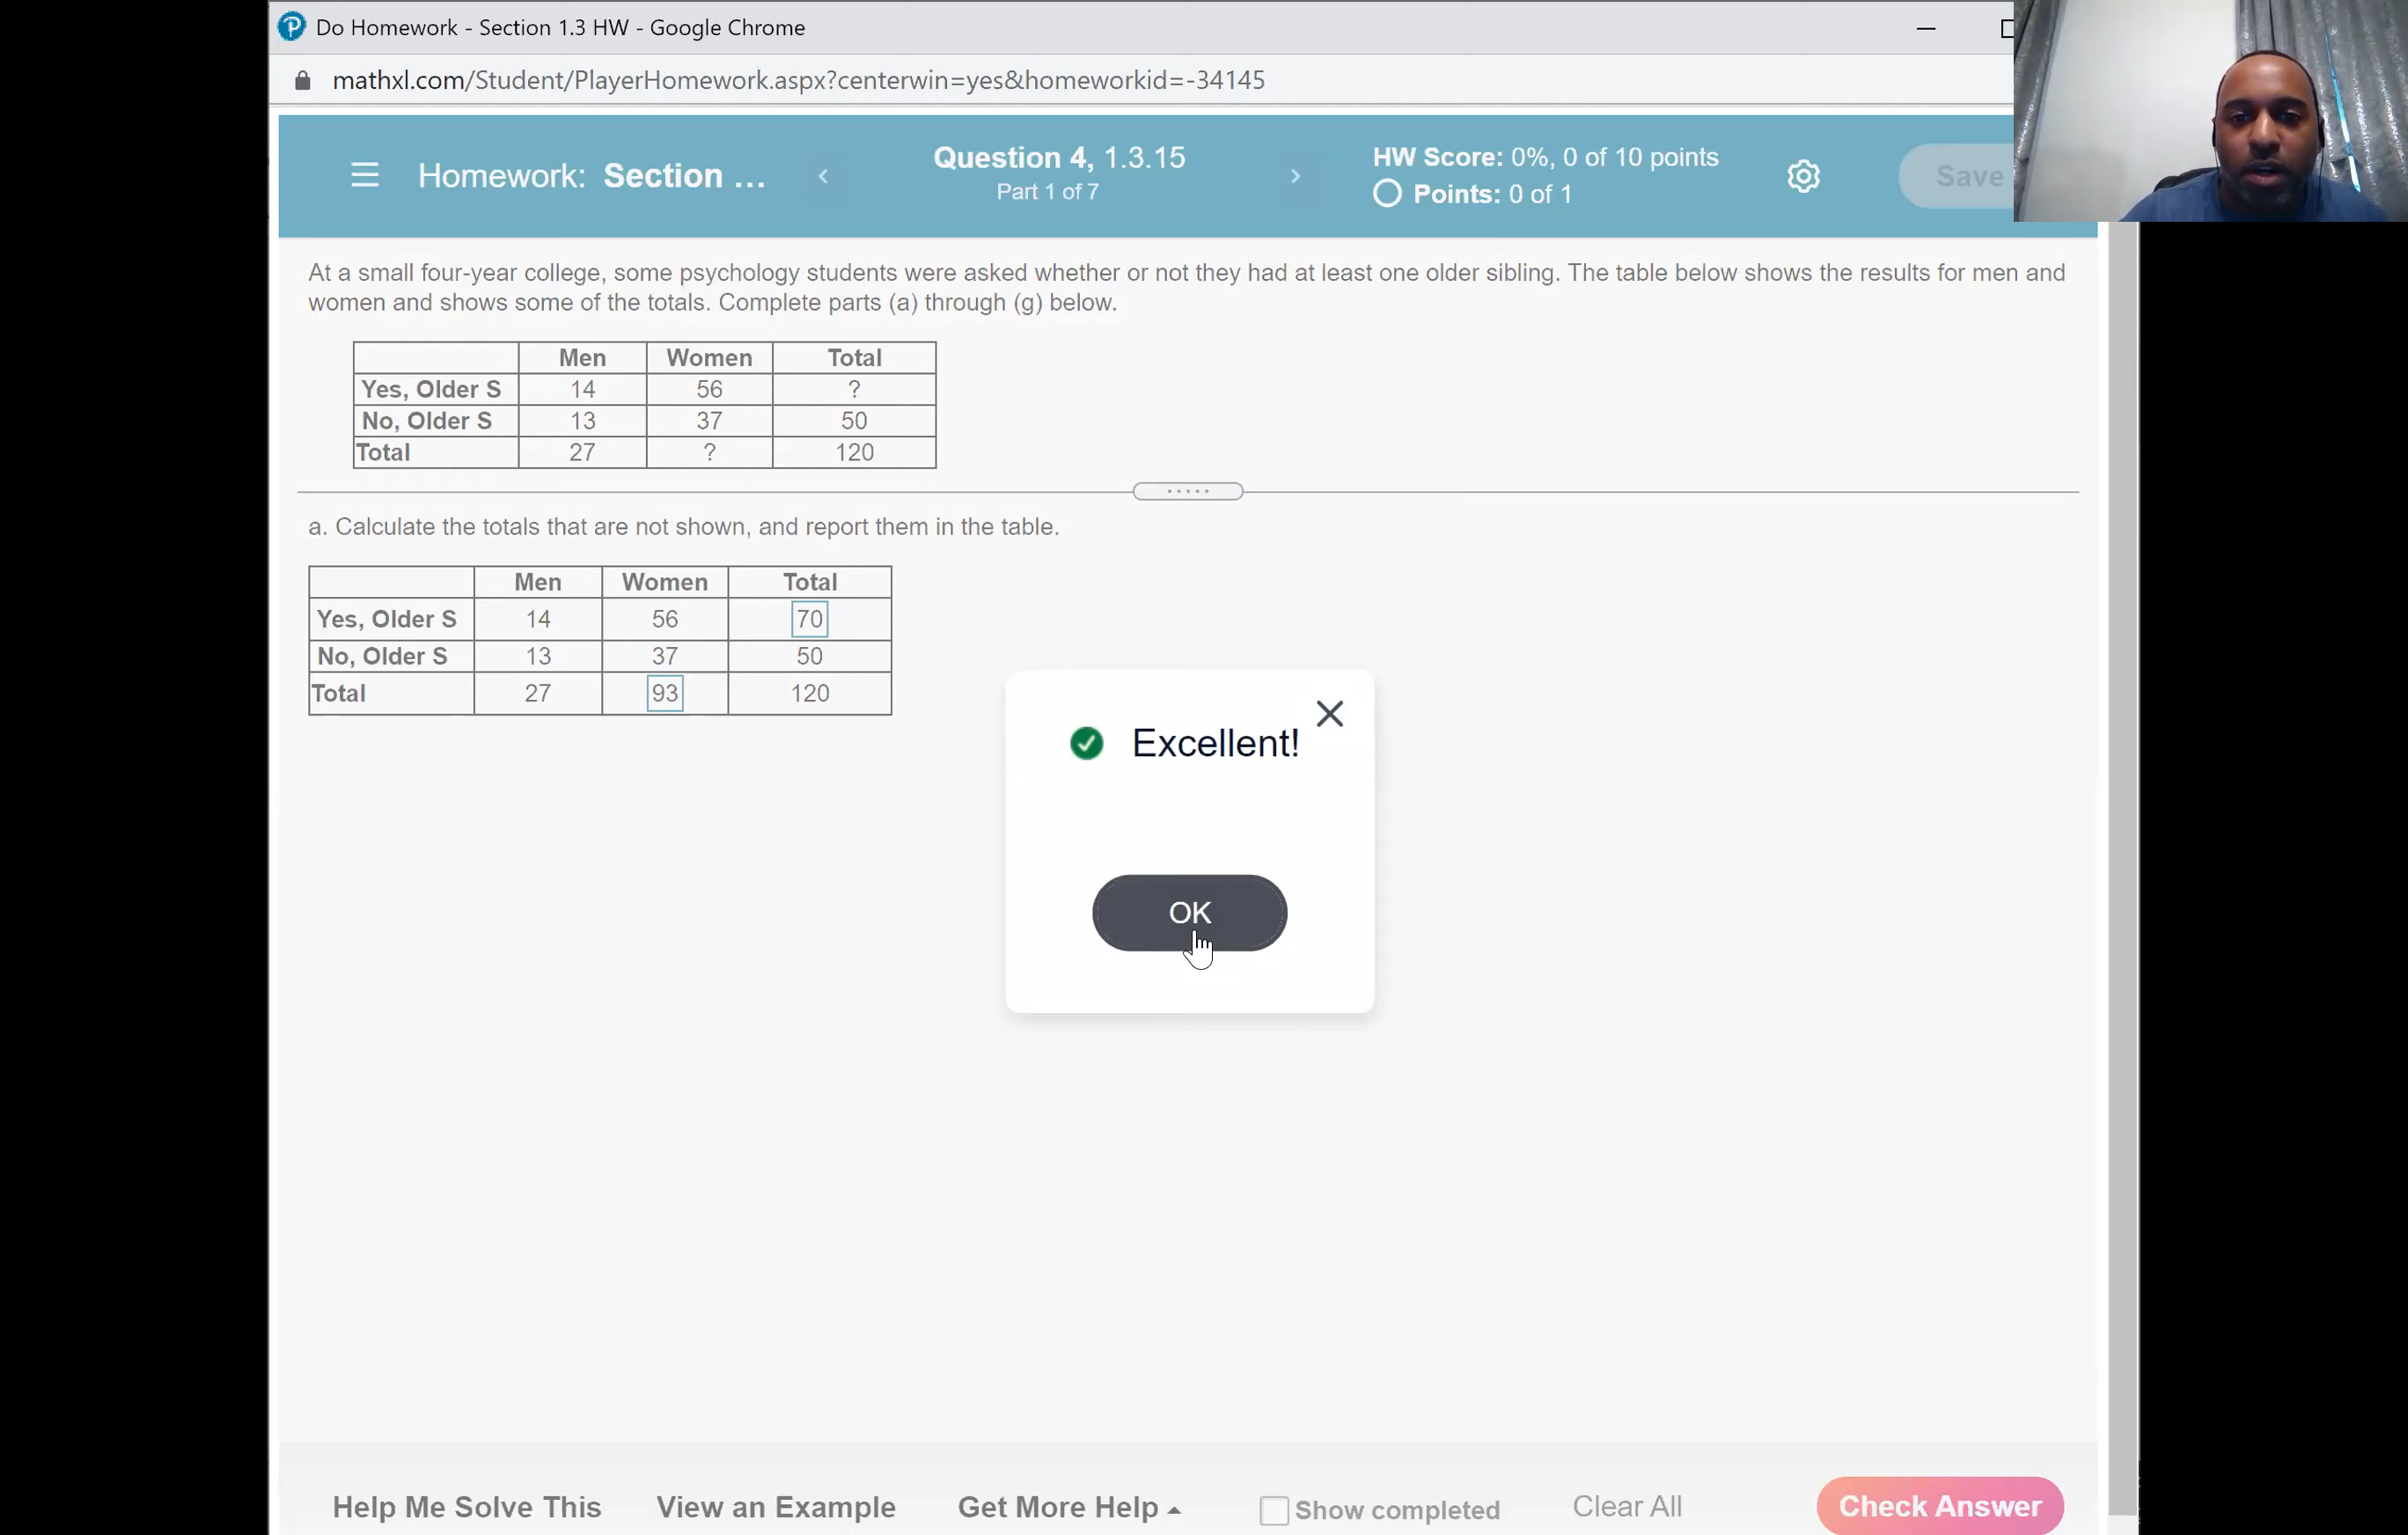 Do Homework - Section 1.3 HW - Google Chrome
mathxl.com/Student/PlayerHomework.aspx?centerwin=yes&homeworkid=-34145
Homework: Section ...
Question 4, 1.3.15
Part 1 of 7
HW Score: 0%, 0 of 10 points
Points: 0 of 1
Save
At a small four-year college, some psychology students were asked whether or not they had at least one older sibling. The table below shows the results for men and
women and shows some of the totals. Complete parts (a) through (g) below.
Men Women Total
Yes, Older S 14 56 ?
No, Older S 13 37 50
Total 27 ? 120
a. Calculate the totals that are not shown, and report them in the table.
Men Women Total
Yes, Older S 14 56 70
No, Older S 13 37 50
Total 27 93 120
Excellent!
OK
Help Me Solve This View an Example Get More Help Show completed Clear All Check Answer